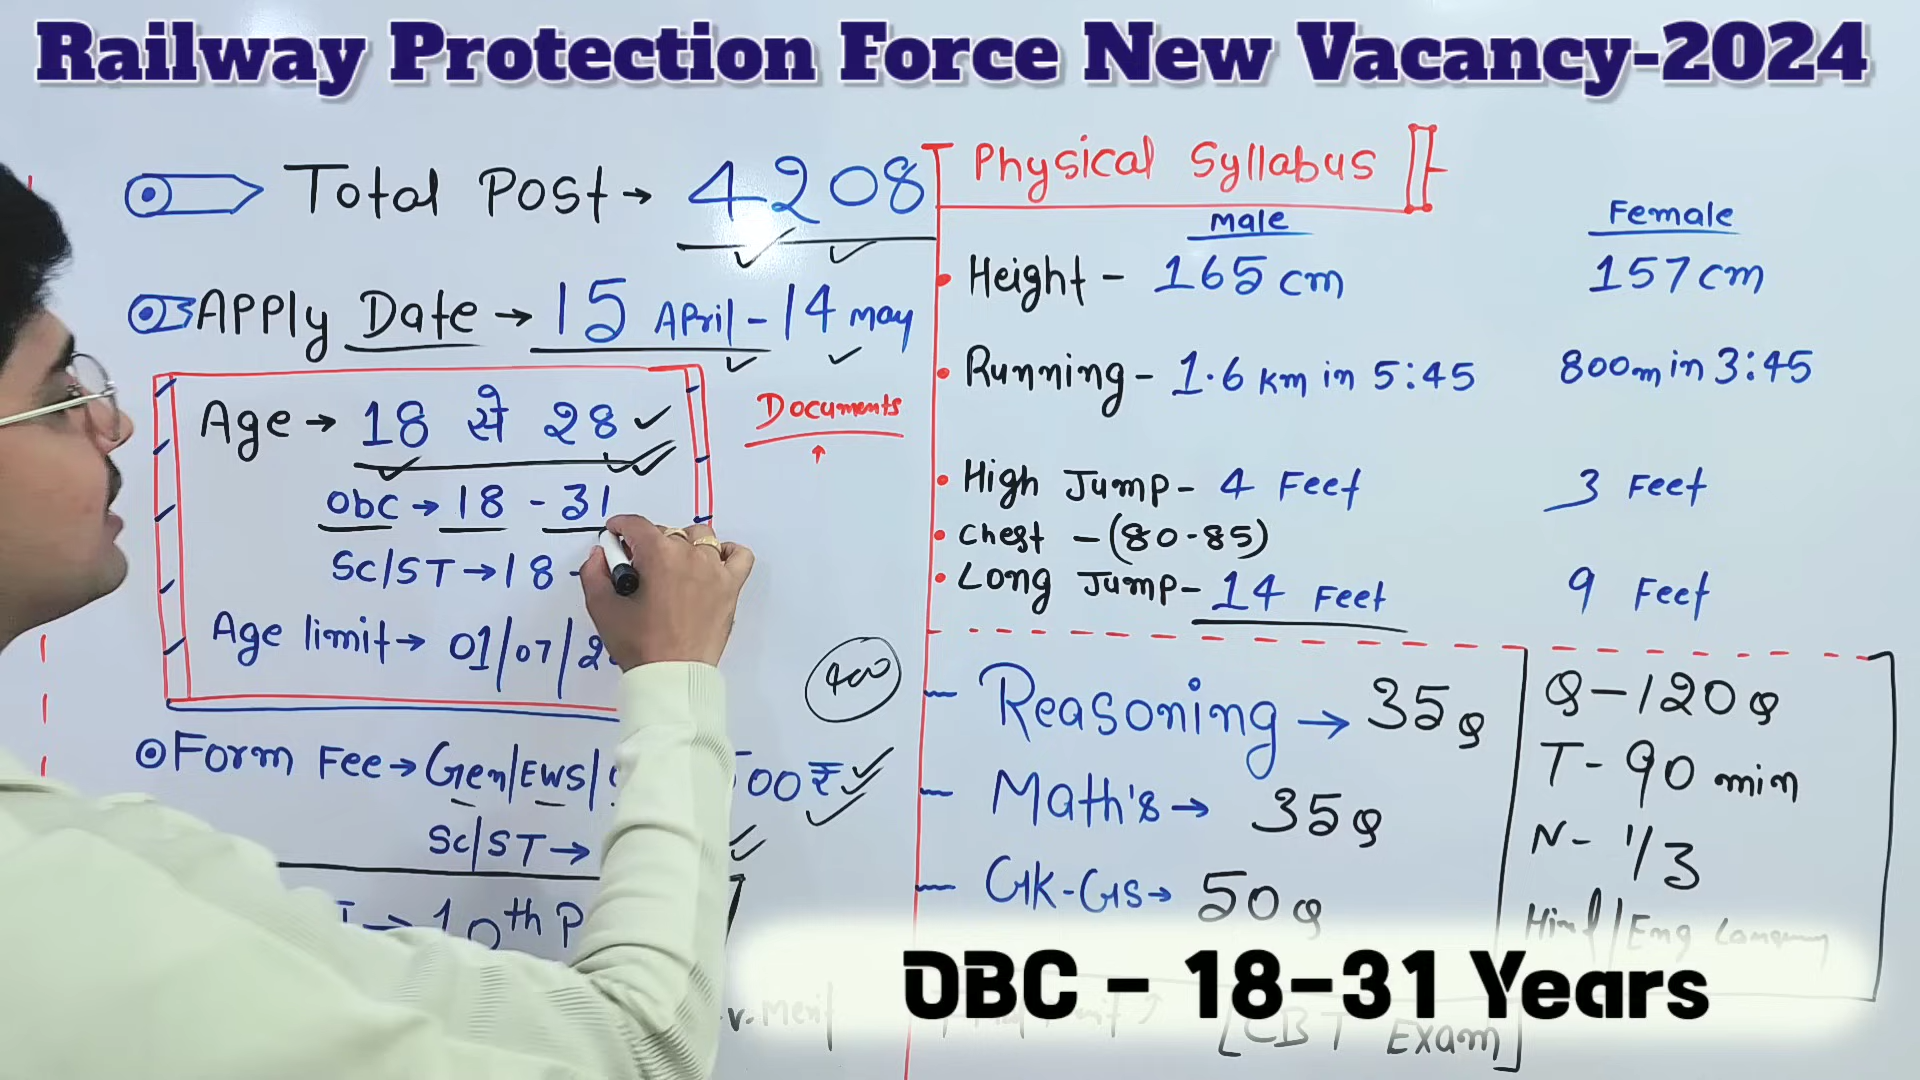 Railway Protection Force New Vacancy-2024
Total Post→ 4208
Apply Date → 15 April - 14 may
Age → 18 से 28
Obc → 18 - 31
Sc/ST → 18 -
Age limit → 01/07/2
Documents
400
Form Fee → Gen/EWS/ 500 ₹
Sc/ST →
→ 10th P
Physical Syllabus
Male
Female
Height - 165 cm 157 cm
Running - 1.6 km in 5:45 800m in 3:45
High Jump - 4 Feet 3 Feet
Chest - (80-85)
Long Jump - 14 Feet 9 Feet
- Reasoning → 35 Q
- Math's → 35 Q
- GK-GS → 50 Q
Q - 120 Q
T - 90 min
N - 1/3
/Eng
OBC - 18-31 Years
[CBT Exam]